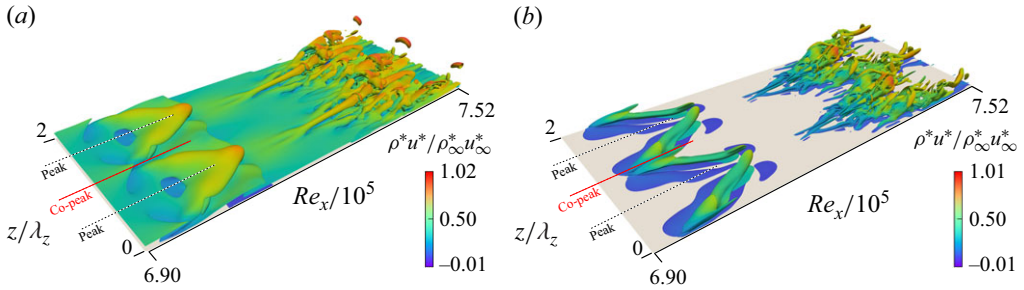 (a)
2
Peak
Co-peak
Peak
z/λ_z
0
6.90
Re_x/10^5
7.52
ρ*u*/ρ*_∞u*_∞
1.02
0.50
–0.01
(b)
2
Peak
Co-peak
Peak
z/λ_z
0
6.90
Re_x/10^5
7.52
ρ*u*/ρ*_∞u*_∞
1.01
0.50
–0.01